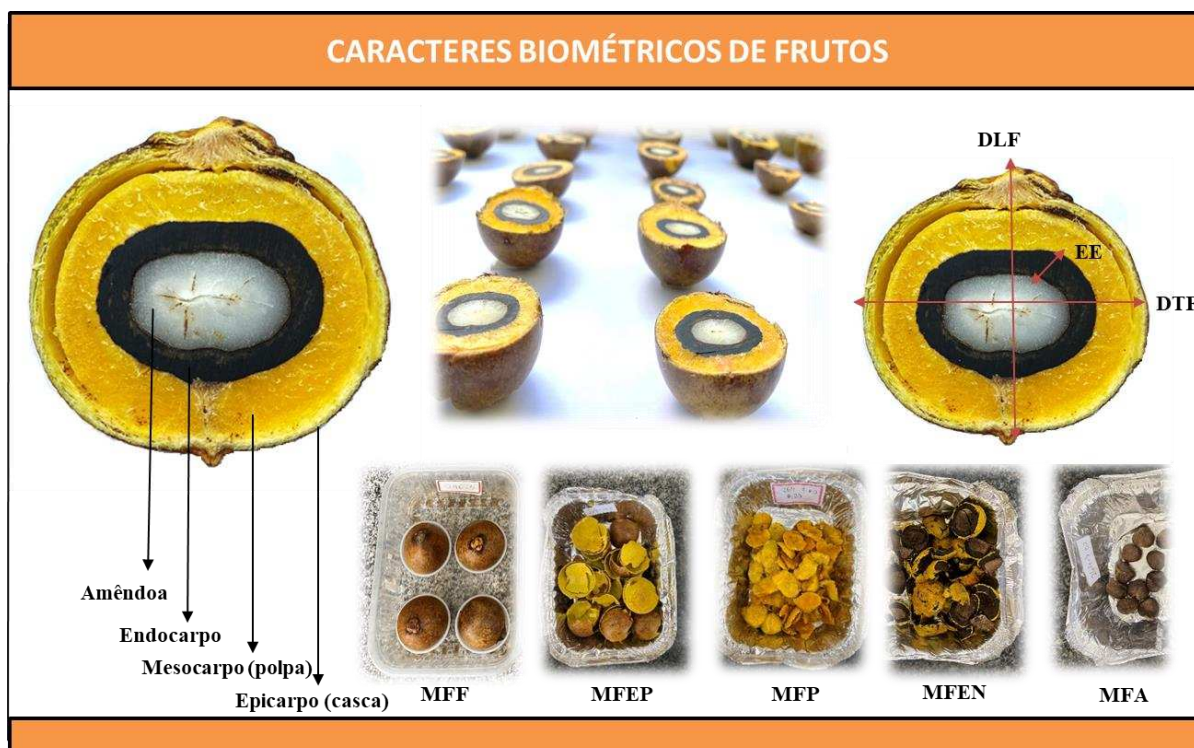 CARACTERES BIOMÉTRICOS DE FRUTOS
DLF
EE
DTF
Amêndoa
Endocarpo
Mesocarpo (polpa)
Epicarpo (casca)
MFF
MFEP
MFP
MFEN
MFA